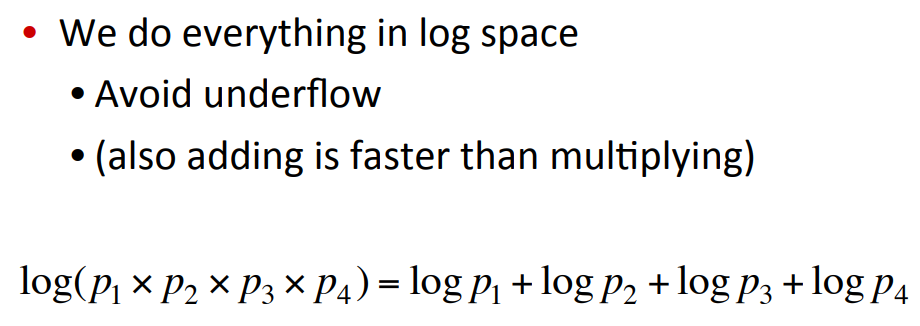 • We do everything in log space
• Avoid underflow
• (also adding is faster than multiplying)
log(p₁ × p₂ × p₃ × p₄) = log p₁ + log p₂ + log p₃ + log p₄